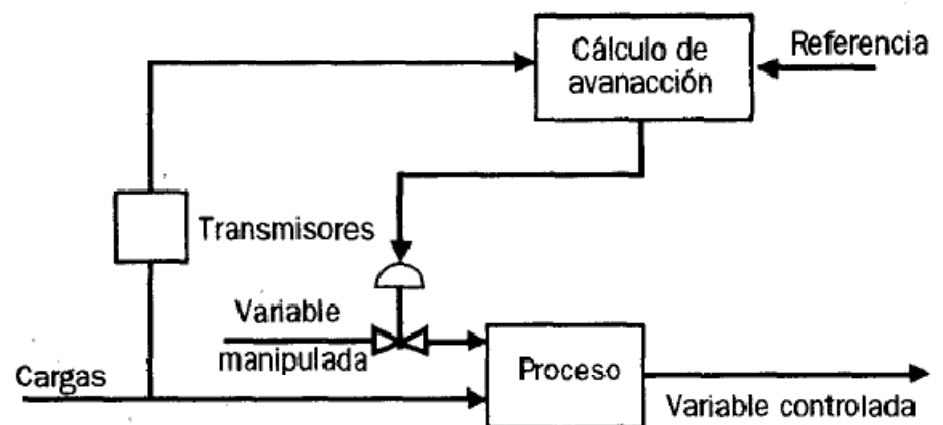 Cálculo de
avanacción
Referencia
Transmisores
Variable
manipulada
Cargas
Proceso
Variable controlada